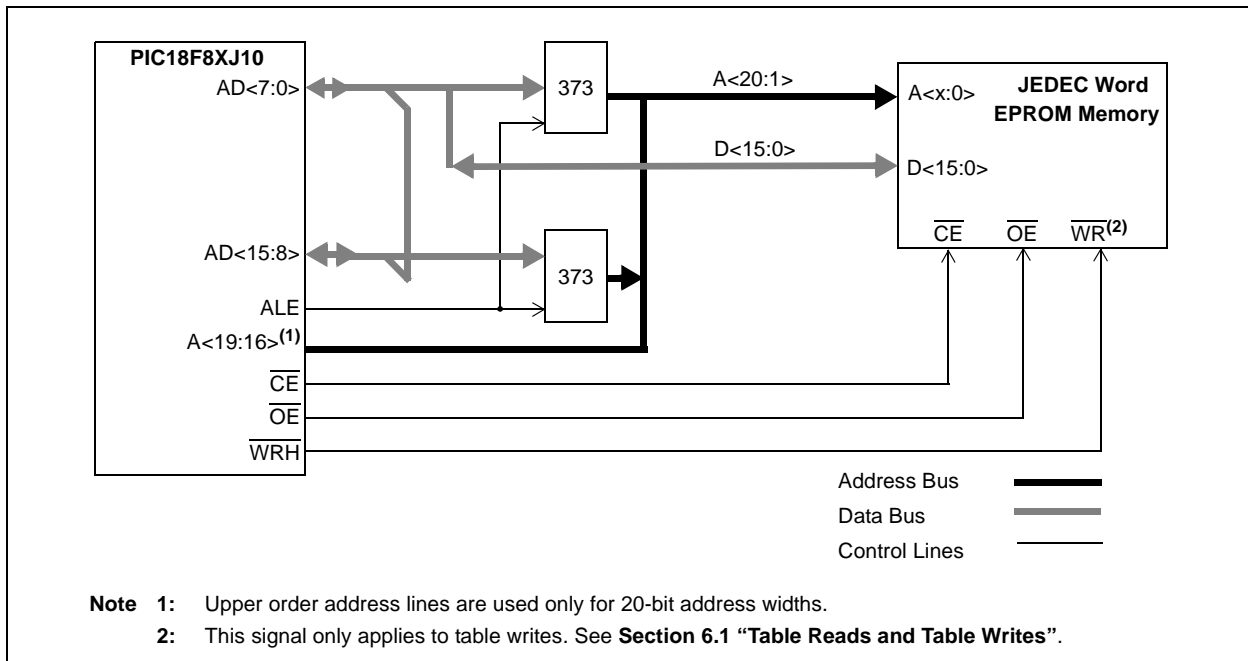 PIC18F8XJ10
AD<7:0>
373
A<20:1>
A<x:0>
JEDEC Word
EPROM Memory
D<15:0>
D<15:0>
CE
OE
WR(2)
AD<15:8>
373
ALE
A<19:16>(1)
CE
OE
WRH
Address Bus
Data Bus
Control Lines
Note 1: Upper order address lines are used only for 20-bit address widths.
2: This signal only applies to table writes. See Section 6.1 “Table Reads and Table Writes”.